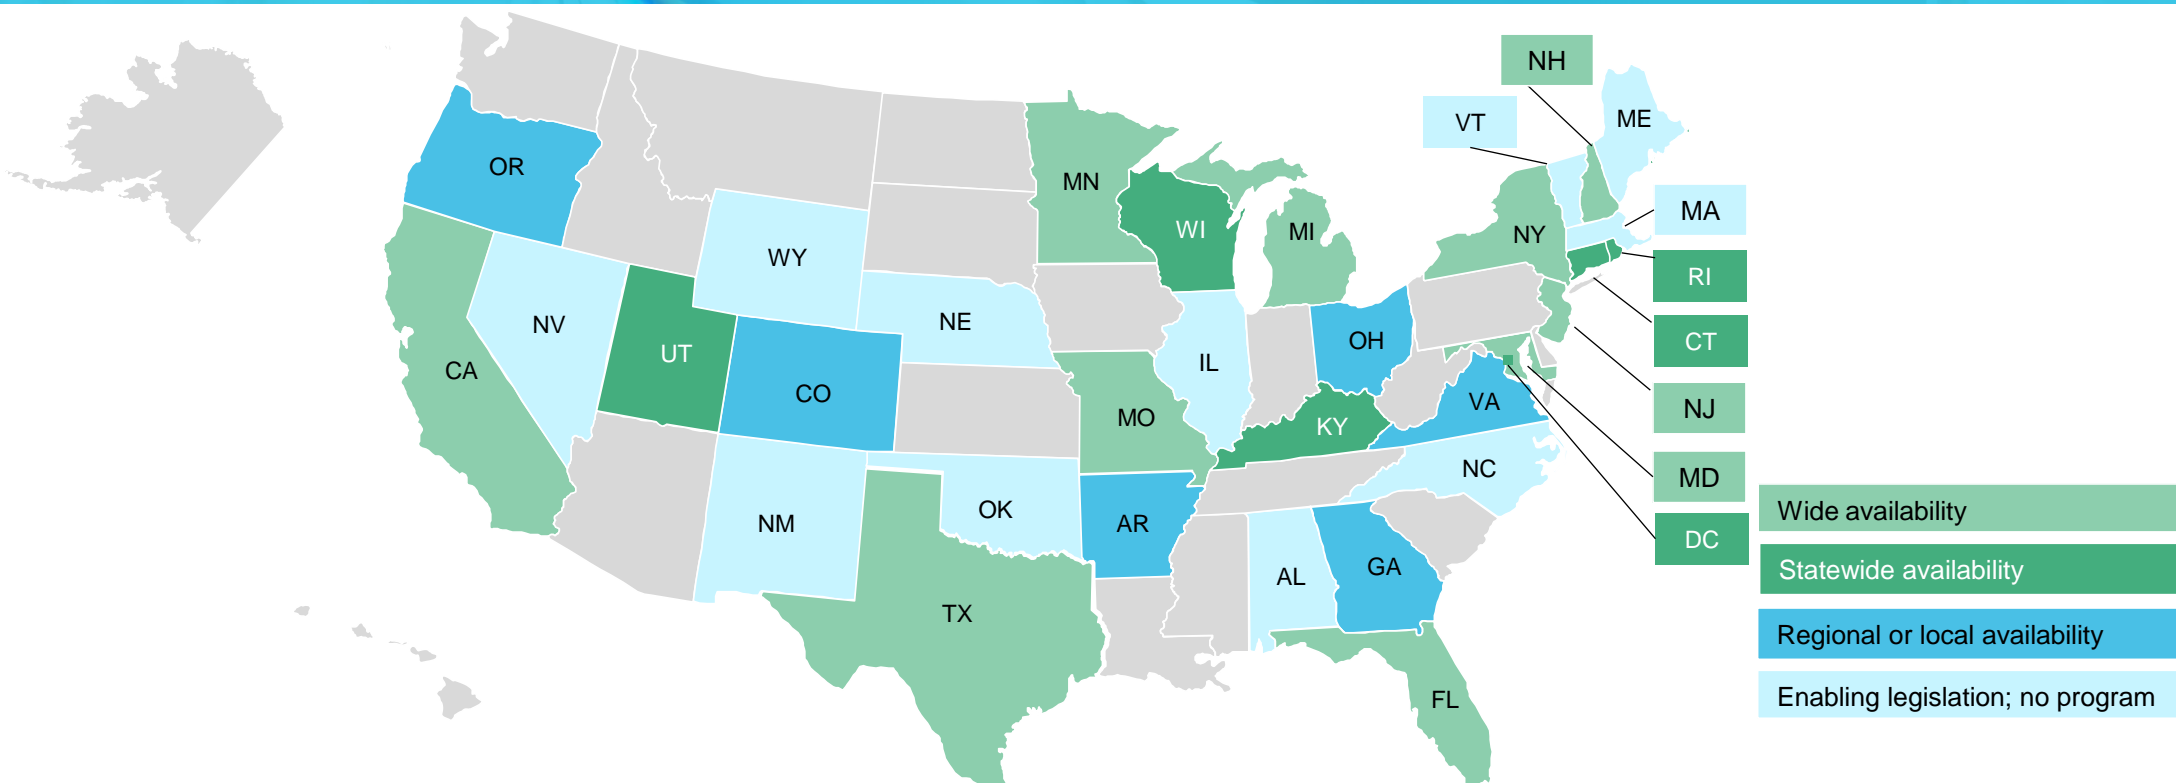 NH
VT
ME
OR
MN
MA
WI
MI
NY
WY
RI
NV
NE
CT
UT
OH
IL
CA
CO
VA
NJ
MO
KY
NC
MD
OK
NM
AR
Wide availability
DC
GA
AL
Statewide availability
TX
Regional or local availability
FL
Enabling legislation; no program